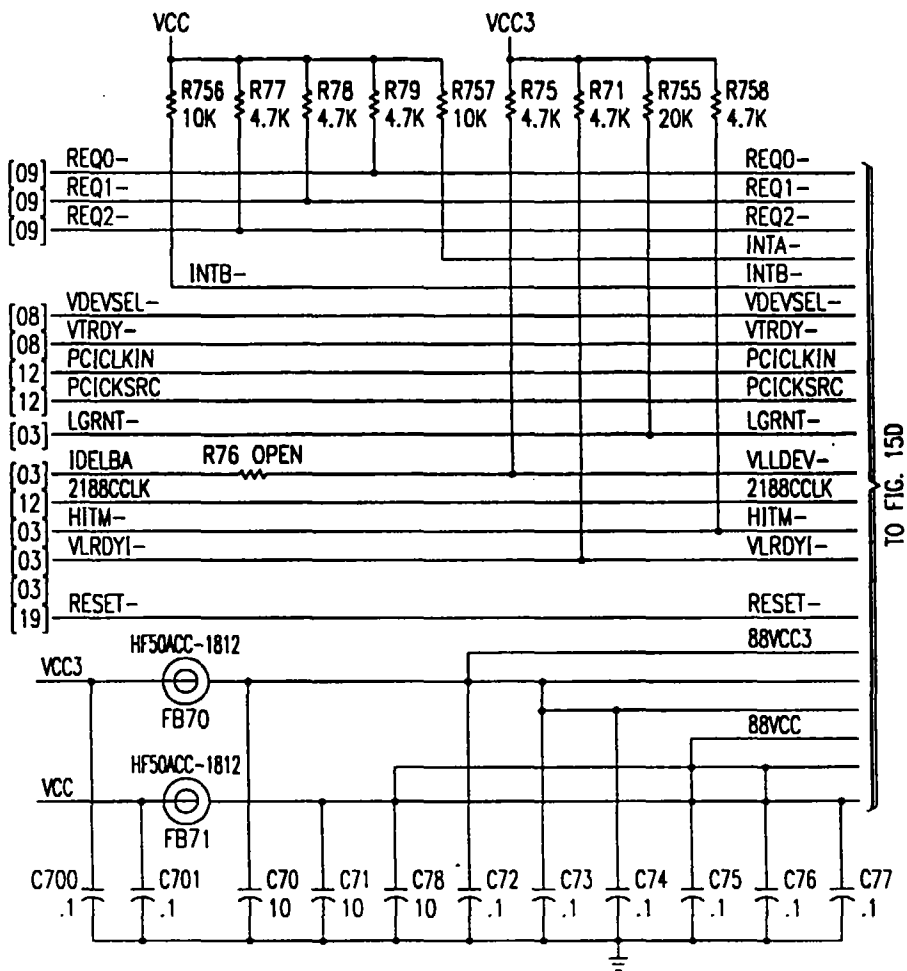 VCC VCC3
R756 R77 R78 R79 R757 R75 R71 R755 R758
10K 4.7K 4.7K 4.7K 10K 4.7K 4.7K 20K 4.7K
[09] REQ0- REQ0-
[09] REQ1- REQ1-
[09] REQ2- REQ2-
INTA-
INTB- INTB-
[08] VDEVSEL- VDEVSEL-
[08] VTRDY- VTRDY-
[12] PCICLKIN PCICLKIN
[12] PCICKSRC PCICKSRC
[03] LGRNT- LGRNT-
[03] IDELBA R76 OPEN VLLDEV-
[12] 2188CCLK 2188CCLK
[03] HITM- HITM-
[03] VLRDYI- VLRDYI-
[03]
[19] RESET- RESET-
TO FIG. 15D
HF50ACC-1812 88VCC3
VCC3
FB70
88VCC
HF50ACC-1812
VCC
FB71
C700 C701 C70 C71 C78 C72 C73 C74 C75 C76 C77
.1 .1 10 10 10 .1 .1 .1 .1 .1 .1